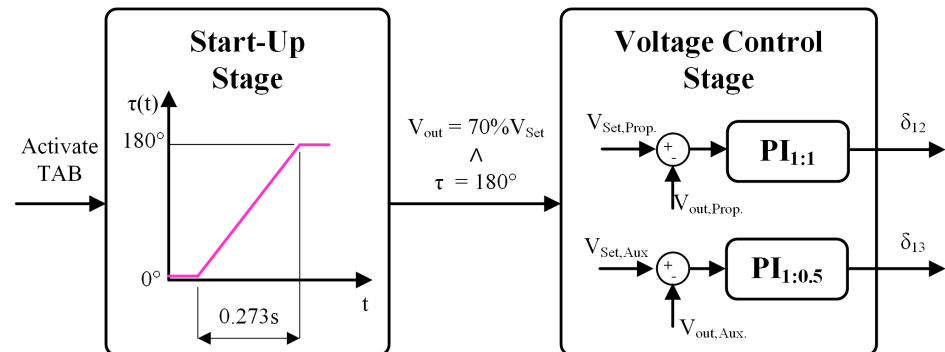 Start-Up
Stage
τ(t)
180°
0°
t
0.273s
Activate
TAB
V_out = 70%V_Set
∧
τ = 180°
Voltage Control
Stage
V_Set,Prop.
+
-
V_out,Prop.
PI_1:1
δ_12
V_Set,Aux
+
-
V_out,Aux.
PI_1:0.5
δ_13